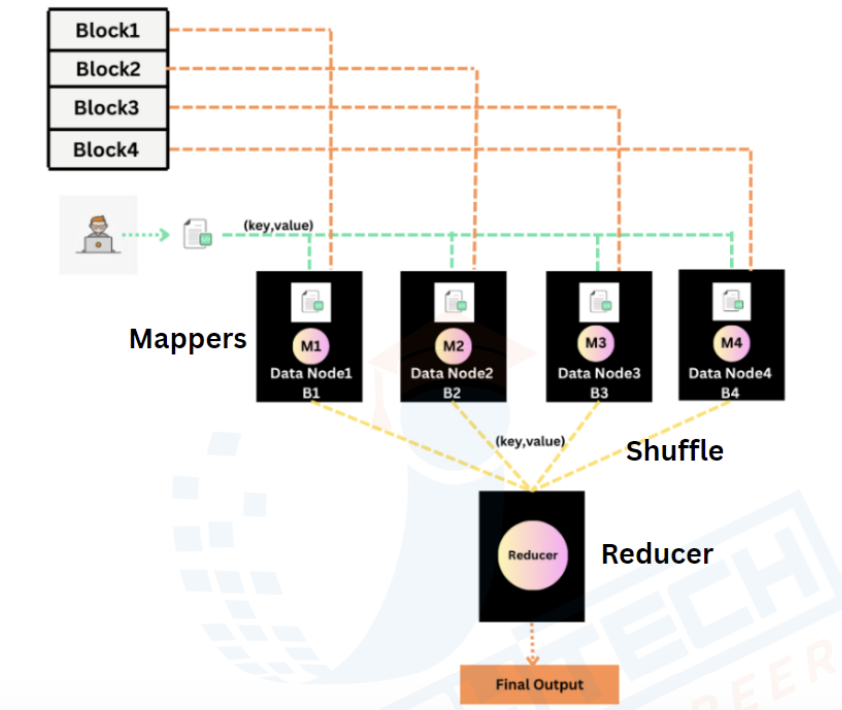 Block1
Block2
Block3
Block4
(key,value)
Mappers
M1
Data Node1
B1
M2
Data Node2
B2
M3
Data Node3
B3
M4
Data Node4
B4
(key,value)
Shuffle
Reducer
Reducer
Final Output